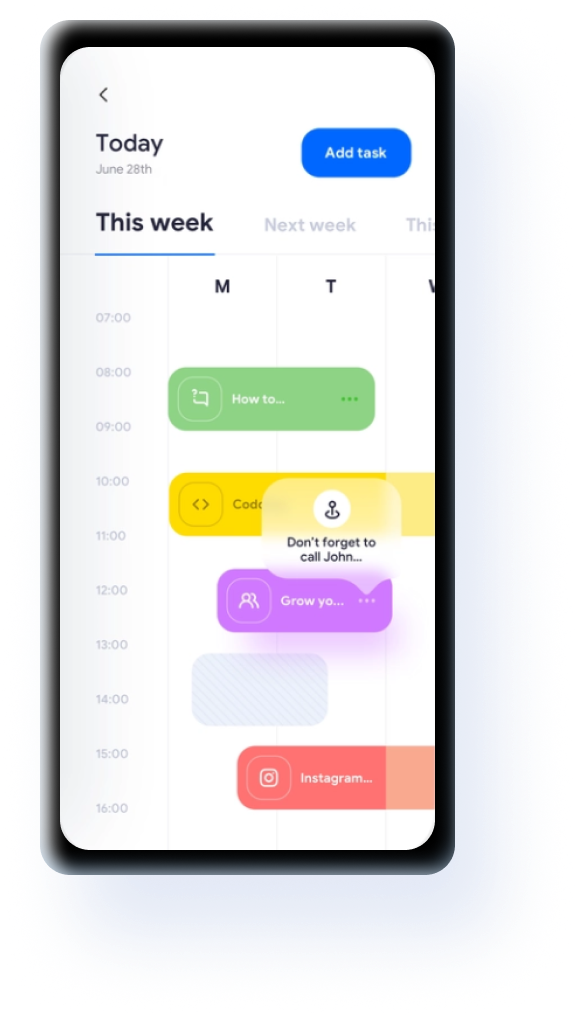 Today
Add task
June 28th
This week
Next week
This
M
T
07:00
08:00
How to...
09:00
10:00
11:00
Don't forget to
call John...
12:00
Grow yo...
13:00
14:00
15:00
Instagram...
16:00